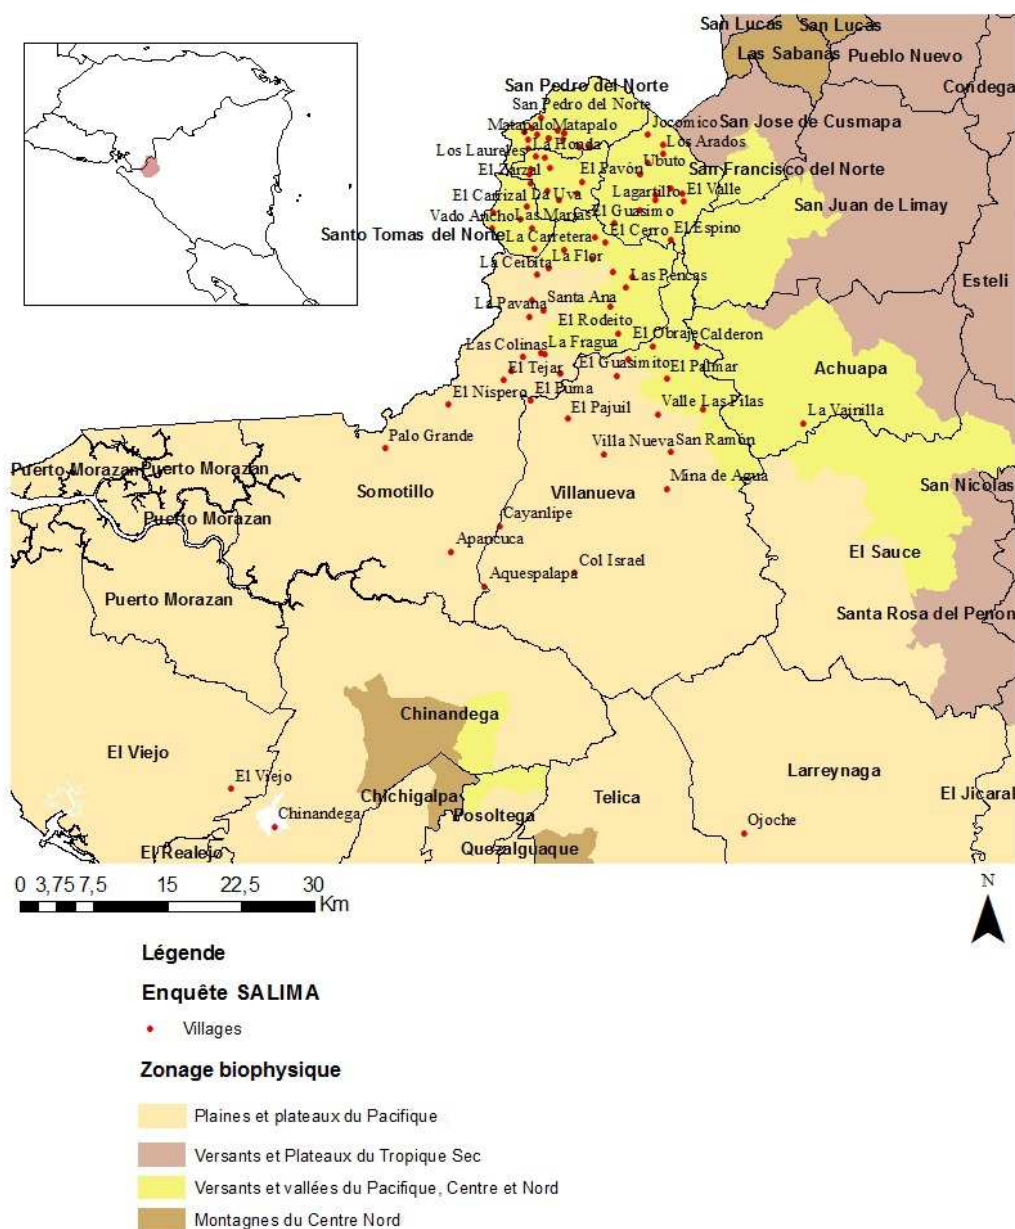 San Lucas San Lucas
Las Sabanas
Pueblo Nuevo
Condega
San Pedro del Norte
San Pedro del Norte
Matapalo Matapalo
Jocomico
San Jose de Cusmapa
La Honda
Los Arados
Los Laureles
Ubuto
El Zarzal
El Pavón
San Francisco del Norte
El Carrizal La Uva
Lagartillo
El Valle
San Juan de Limay
Vado Ancho
Las Marías
El Guasimo
Santo Tomas del Norte
La Carretera
El Cerro
El Espino
La Ceibita
La Flor
Las Pencas
Esteli
La Pavana
Santa Ana
El Rodeito
El Obraje
Calderon
Las Colinas
La Fragua
El Tejar
El Guasimito
El Palmar
Achuapa
El Nispero
El Puma
El Pajuil
Valle Las Pilas
La Vainilla
Palo Grande
Villa Nueva
San Ramón
Puerto Morazan
Puerto Morazan
Mina de Agua
San Nicolas
Somotillo
Villanueva
Puerto Morazan
Cayanlipe
Apancuca
El Sauce
Aquespalapa
Col Israel
Puerto Morazan
Santa Rosa del Penon
Chinandega
El Viejo
El Viejo
Larreynaga
Chichigalpa
Telica
El Jicaral
Chinandega
Posoltega
Ojoche
El Realejo
Quezalguaque
0 3,75 7,5 15 22,5 30
Km
N
Légende
Enquête SALIMA
Villages
Zonage biophysique
Plaines et plateaux du Pacifique
Versants et Plateaux du Tropique Sec
Versants et vallées du Pacifique, Centre et Nord
Montagnes du Centre Nord